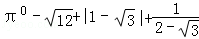 π⁰ − √12 + |1 − √3| + 1/(2 − √3)